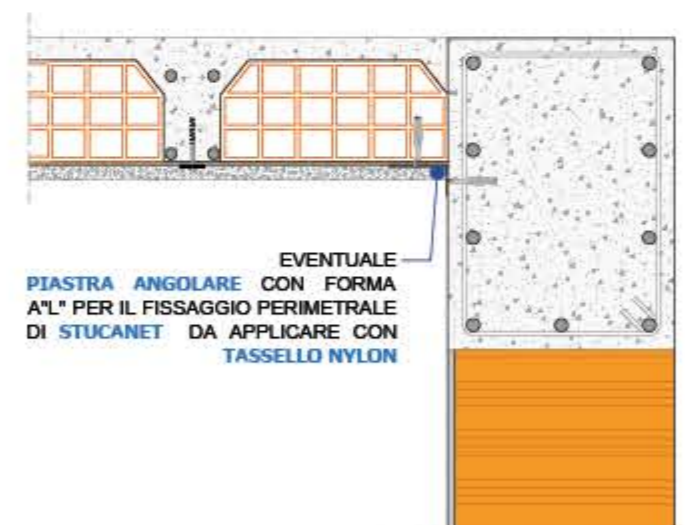 EVENTUALE
PIASTRA ANGOLARE CON FORMA
A"L" PER IL FISSAGGIO PERIMETRALE
DI STUCANET DA APPLICARE CON
TASSELLO NYLON